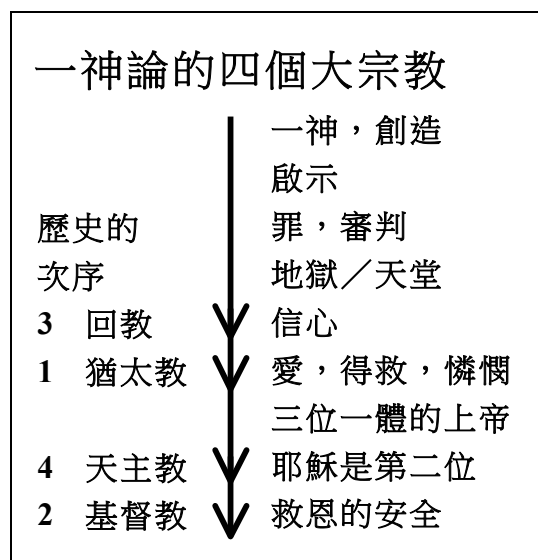 一神論的四個大宗教
一神，創造
啟示
歷史的 罪，審判
次序 地獄／天堂
3 回教 信心
1 猶太教 愛，得救，憐憫
三位一體的上帝
4 天主教 耶穌是第二位
2 基督教 救恩的安全